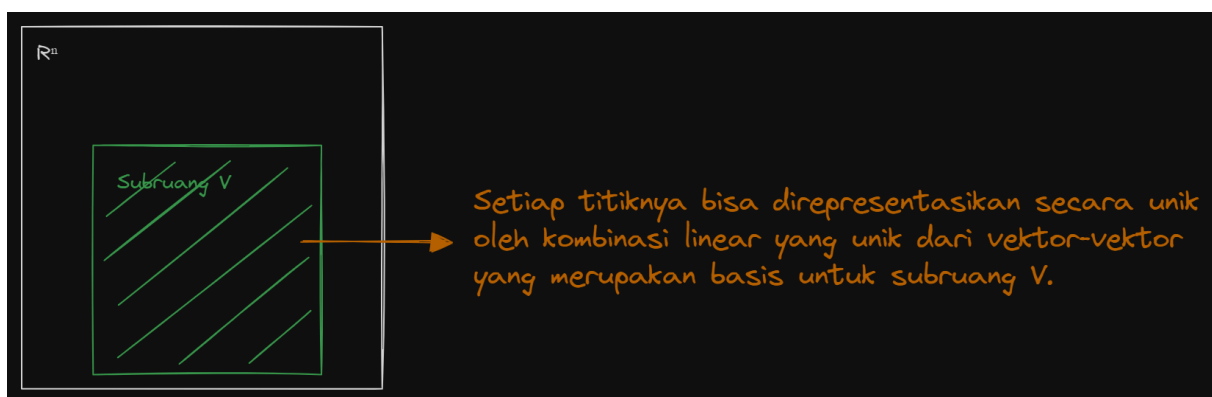 Rⁿ
Subruang V
Setiap titiknya bisa direpresentasikan secara unik
oleh kombinasi linear yang unik dari vektor-vektor
yang merupakan basis untuk subruang V.